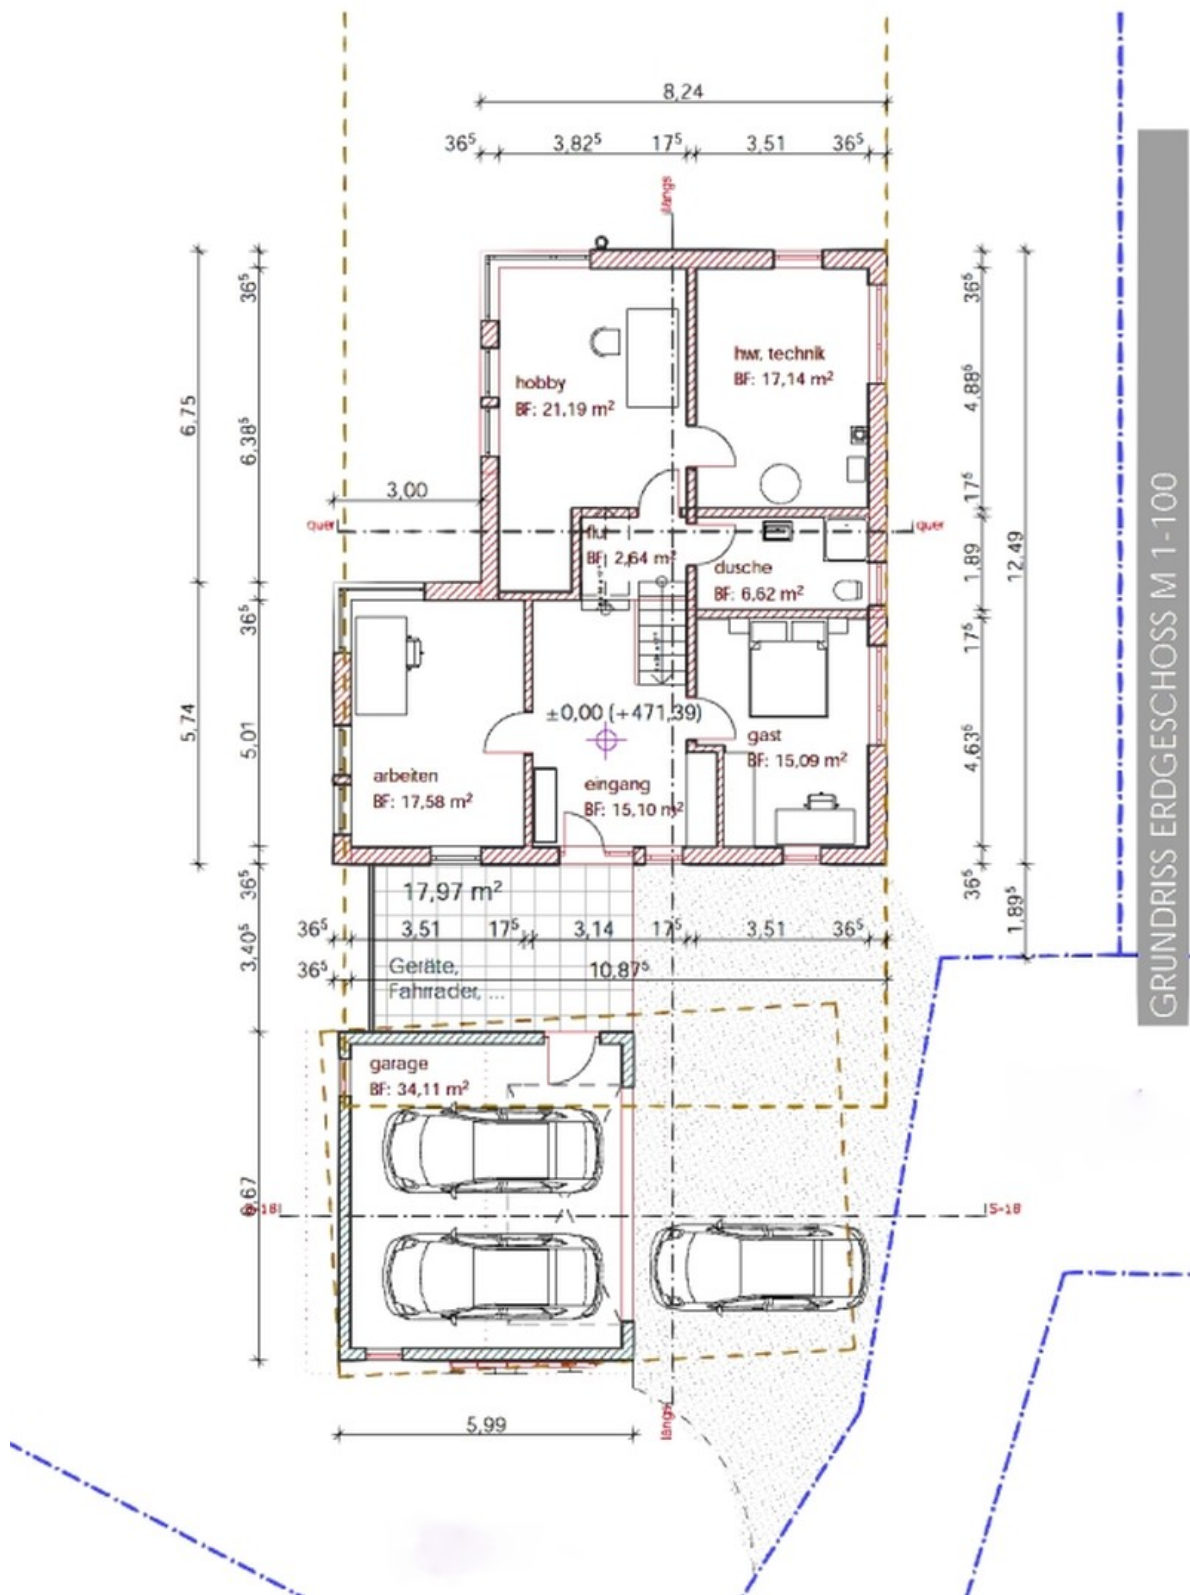 8,24
36⁵ 3,82⁵ 17⁵ 3,51 36⁵
längs
36⁵
6,75
6,38⁵
3,00
quer
36⁵
5,74
5,01
36⁵
3,40⁵
hobby
BF: 21,19 m²
hwr, technik
BF: 17,14 m²
flur
BF: 2,64 m²
dusche
BF: 6,62 m²
quer
±0,00 (+471,39)
gast
BF: 15,09 m²
arbeiten
BF: 17,58 m²
eingang
BF: 15,10 m²
36⁵
4,88⁵
17⁵
1,89
17⁵
4,63⁵
36⁵
12,49
1,89⁵
GRUNDRISS ERDGESCHOSS M 1-100
17,97 m²
36⁵ 3,51 17⁵ 3,14 17⁵ 3,51 36⁵
36⁵ 10,87⁵
Geräte,
Fahrräder, ...
garage
BF: 34,11 m²
S-18
5,99
längs